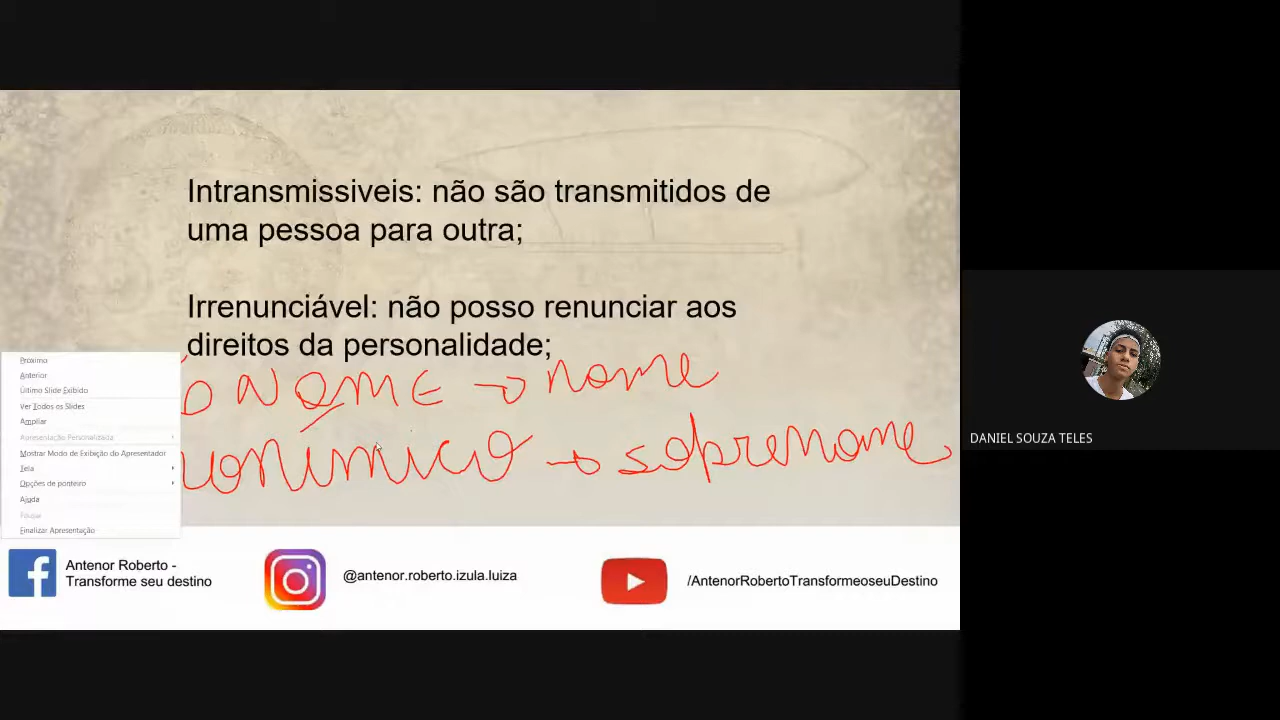 Intransmissiveis: não são transmitidos de
uma pessoa para outra;
Irrenunciável: não posso renunciar aos
direitos da personalidade;
NOME → nome
→ sobrenome
Próximo
Anterior
Último Slide Exibido
Ver Todos os Slides
Ampliar
Apresentação Personalizada
Mostrar Modo de Exibição do Apresentador
Tela
Opções de ponteiro
Ajuda
Pausar
Finalizar Apresentação
Antenor Roberto -
Transforme seu destino
@antenor.roberto.izula.luiza
/AntenorRobertoTransformeoseuDestino
DANIEL SOUZA TELES